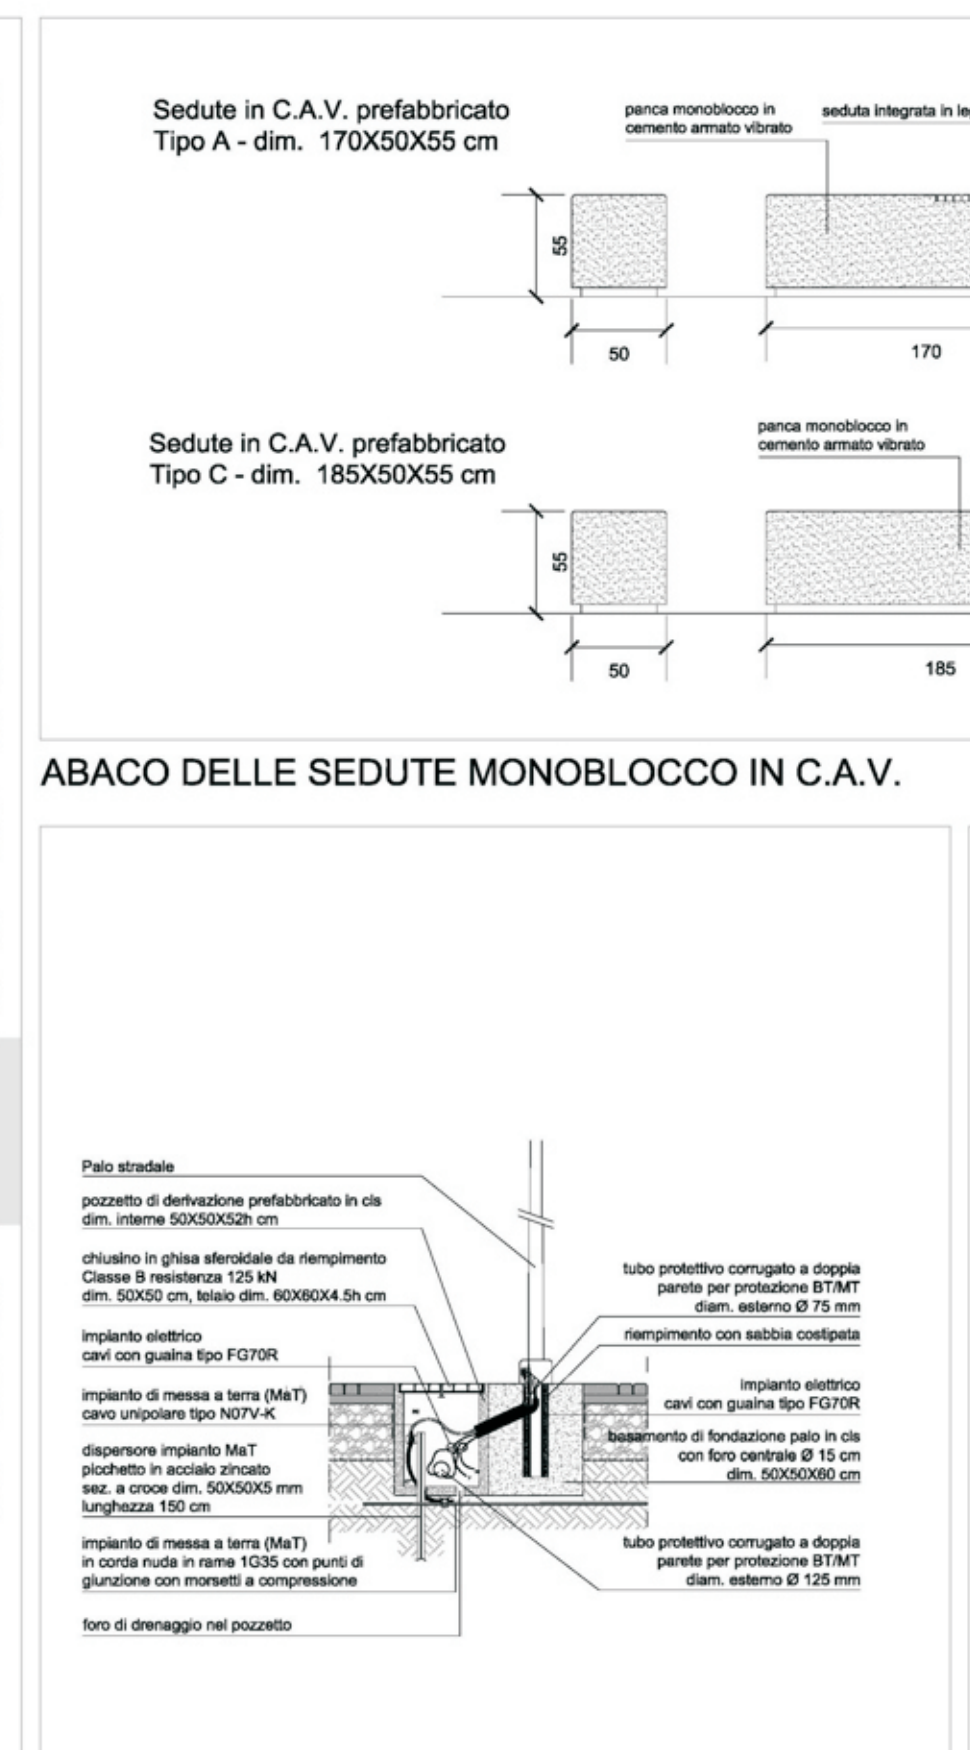 Sedute in C.A.V. prefabbricato
Tipo A - dim. 170X50X55 cm
panca monoblocco in
cemento armato vibrato
seduta integrata in
55
50
170
Sedute in C.A.V. prefabbricato
Tipo C - dim. 185X50X55 cm
panca monoblocco in
cemento armato vibrato
55
50
185
ABACO DELLE SEDUTE MONOBLOCCO IN C.A.V.
Palo stradale
pozzetto di derivazione prefabbricato in cls
dim. interne 50X50X52h cm
chiusino in ghisa sferoidale da riempimento
Classe B resistenza 125 kN
dim. 50X50 cm, telaio dim. 60X60X4.5h cm
impianto elettrico
cavi con guaina tipo FG70R
impianto di messa a terra (MaT)
cavo unipolare tipo N07V-K
dispersore impianto MaT
picchetto in acciaio zincato
sez. a croce dim. 50X50X5 mm
lunghezza 150 cm
impianto di messa a terra (MaT)
in corda nuda in rame 1G35 con punti di
giunzione con morsetti a compressione
foro di drenaggio nel pozzetto
tubo protettivo corrugato a doppia
parete per protezione BT/MT
diam. esterno Ø 75 mm
riempimento con sabbia costipata
impianto elettrico
cavi con guaina tipo FG70R
basamento di fondazione palo in cls
con foro centrale Ø 15 cm
dim. 50X50X60 cm
tubo protettivo corrugato a doppia
parete per protezione BT/MT
diam. esterno Ø 125 mm